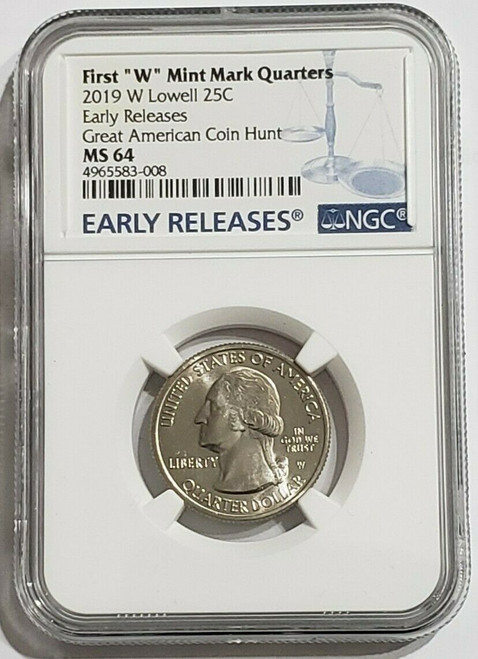 First "W" Mint Mark Quarters
2019 W Lowell 25C
Early Releases
Great American Coin Hunt
MS 64
4965583-008
EARLY RELEASES®
NGC®
UNITED STATES OF AMERICA
LIBERTY
IN
GOD WE
TRUST
W
QUARTER DOLLAR